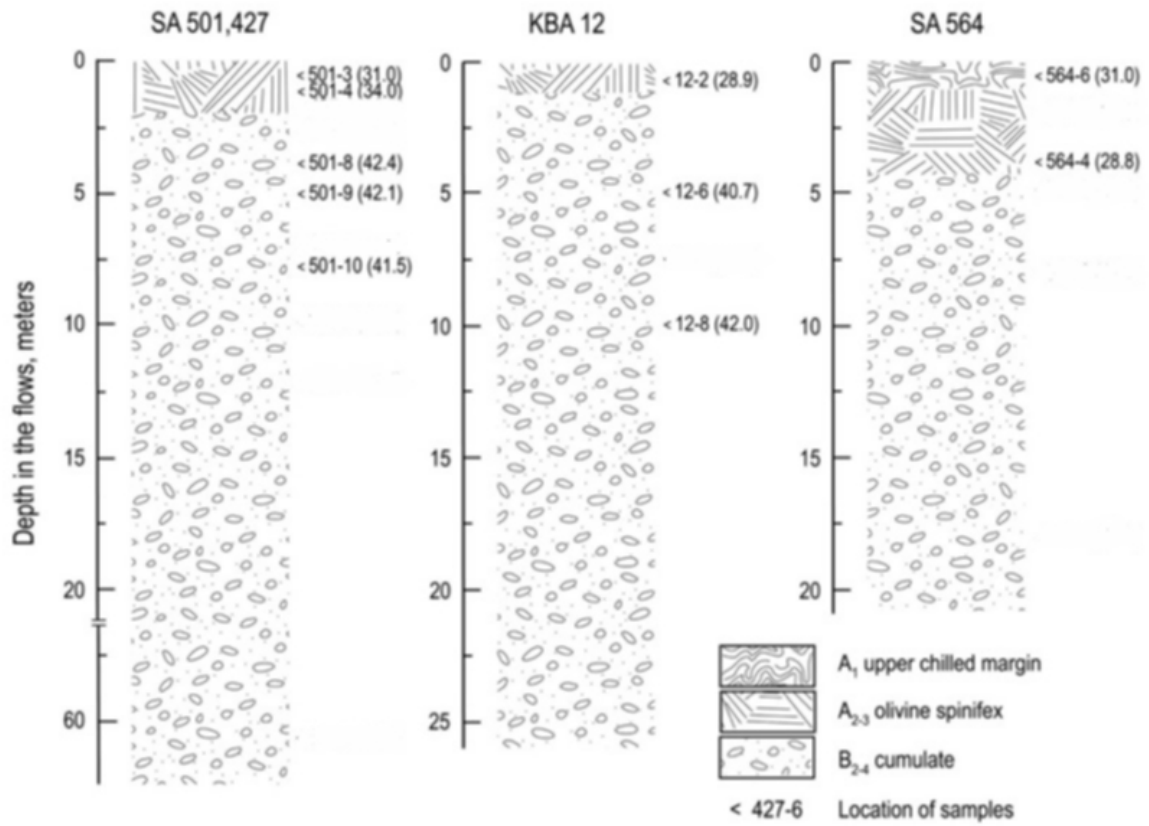 SA 501,427
KBA 12
SA 564
Depth in the flows, meters
0
5
10
15
20
60
< 501-3 (31.0)
< 501-4 (34.0)
< 501-8 (42.4)
< 501-9 (42.1)
< 501-10 (41.5)
0
5
10
15
20
25
< 12-2 (28.9)
< 12-6 (40.7)
< 12-8 (42.0)
0
5
10
15
20
< 564-6 (31.0)
< 564-4 (28.8)
A1 upper chilled margin
A2-3 olivine spinifex
B2-4 cumulate
< 427-6 Location of samples